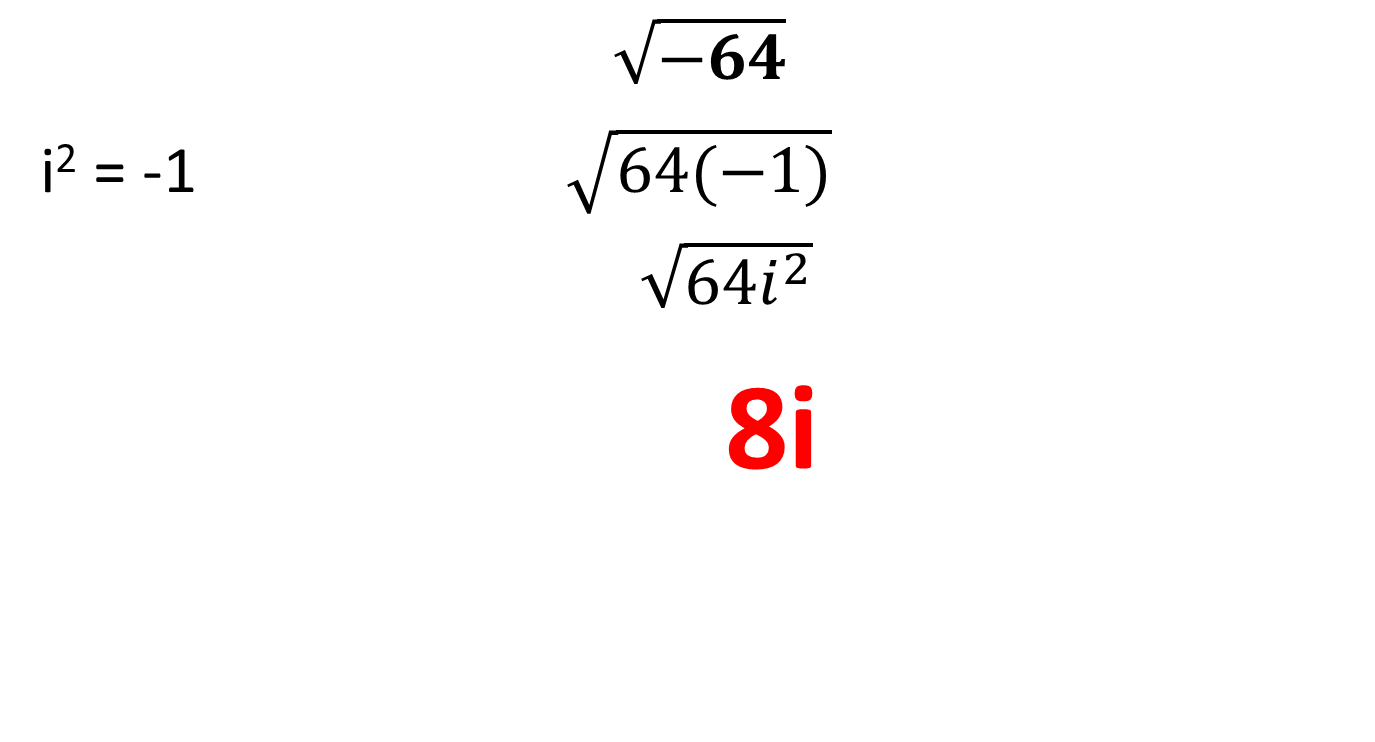 √−64
i² = -1
√64(−1)
√64i²
8i